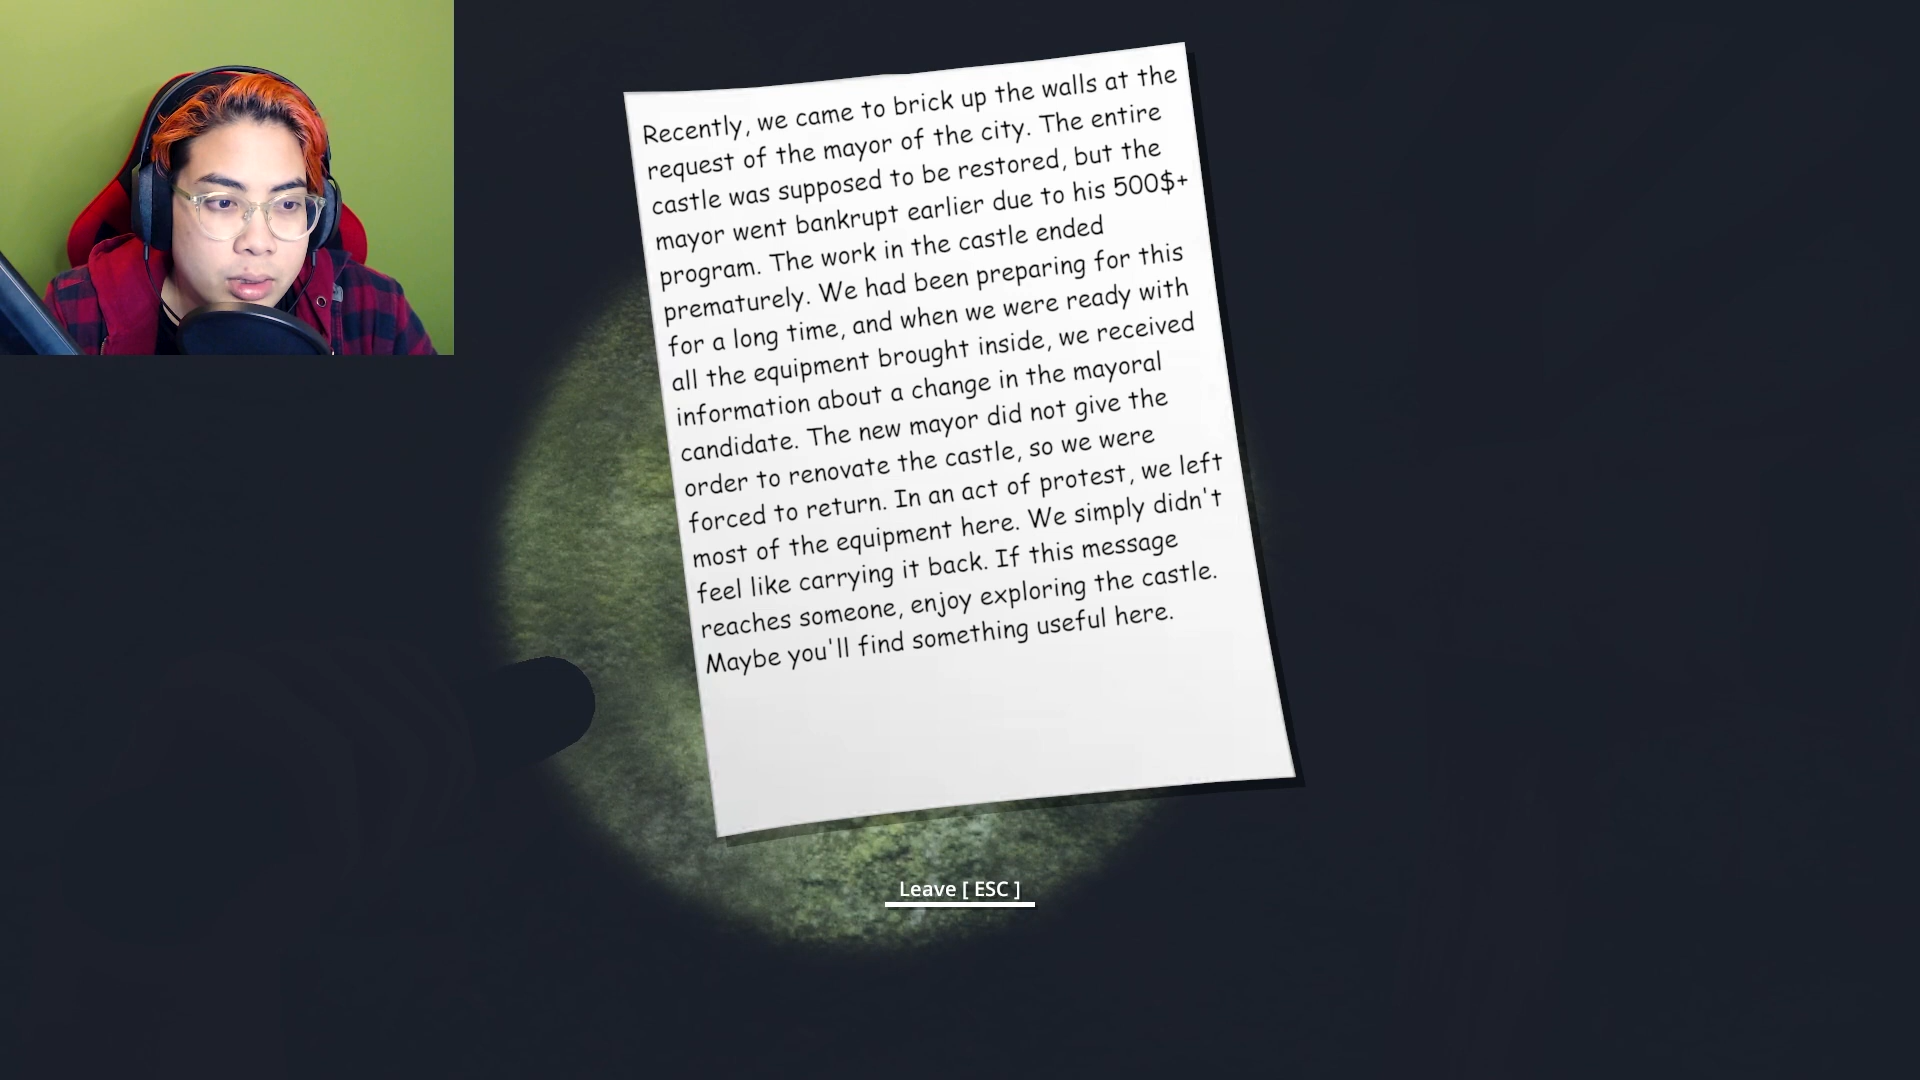 Recently, we came to brick up the walls at the
request of the mayor of the city. The entire
castle was supposed to be restored, but the
mayor went bankrupt earlier due to his 500$+
program. The work in the castle ended
prematurely. We had been preparing for this
for a long time, and when we were ready with
all the equipment brought inside, we received
information about a change in the mayoral
candidate. The new mayor did not give the
order to renovate the castle, so we were
forced to return. In an act of protest, we left
most of the equipment here. We simply didn't
feel like carrying it back. If this message
reaches someone, enjoy exploring the castle.
Maybe you'll find something useful here.
Leave [ ESC ]